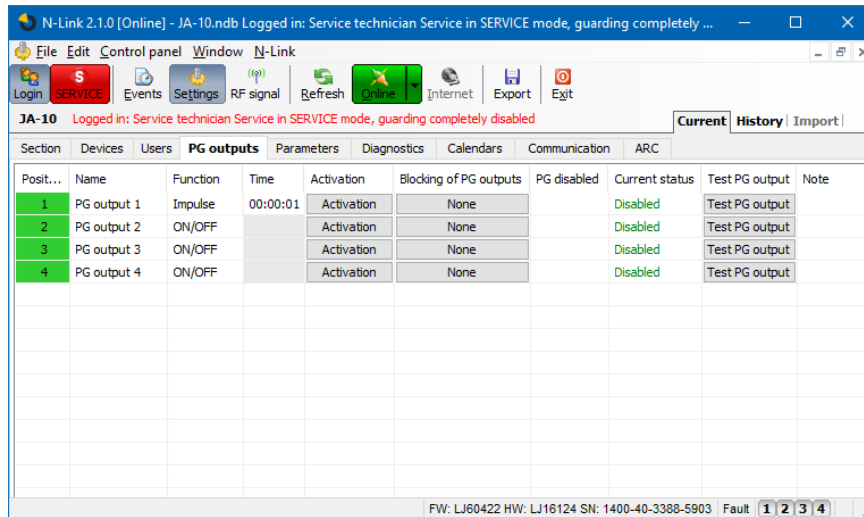 N-Link 2.1.0 [Online] - JA-10.ndb Logged in: Service technician Service in SERVICE mode, guarding completely ...
File Edit Control panel Window N-Link
Login SERVICE Events Settings RF signal Refresh Online Internet Export Exit
JA-10 Logged in: Service technician Service in SERVICE mode, guarding completely disabled Current History Import
Section Devices Users PG outputs Parameters Diagnostics Calendars Communication ARC
Posit... Name Function Time Activation Blocking of PG outputs PG disabled Current status Test PG output Note
1 PG output 1 Impulse 00:00:01 Activation None Disabled Test PG output
2 PG output 2 ON/OFF Activation None Disabled Test PG output
3 PG output 3 ON/OFF Activation None Disabled Test PG output
4 PG output 4 ON/OFF Activation None Disabled Test PG output
FW: LJ60422 HW: LJ16124 SN: 1400-40-3388-5903 Fault 1 2 3 4